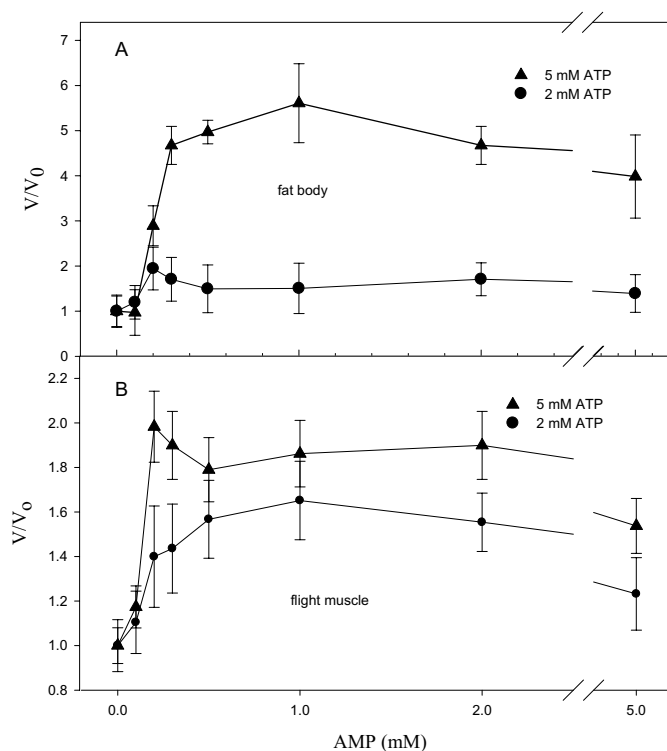 7
A
6
▲ 5 mM ATP
● 2 mM ATP
5
4
V/V0
fat body
3
2
1
0
2.2
B
▲ 5 mM ATP
● 2 mM ATP
2.0
1.8
1.6
V/Vo
1.4
flight muscle
1.2
1.0
0.8
0.0 1.0 2.0 5.0
AMP (mM)